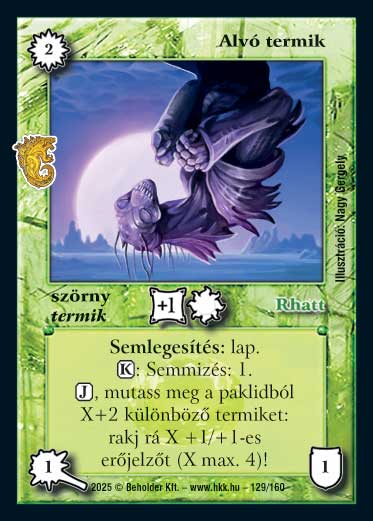 2
Alvó termik
Illusztráció: Nagy Gergely
szörny
termik
+1
Rhatt
Semlegesítés: lap.
K: Semmizés: 1.
J, mutass meg a paklidból
X+2 különböző termiket:
rakj rá X +1/+1-es
erőjelzőt (X max. 4)!
1
1
2025 © Beholder Kft. – www.hkk.hu – 129/160